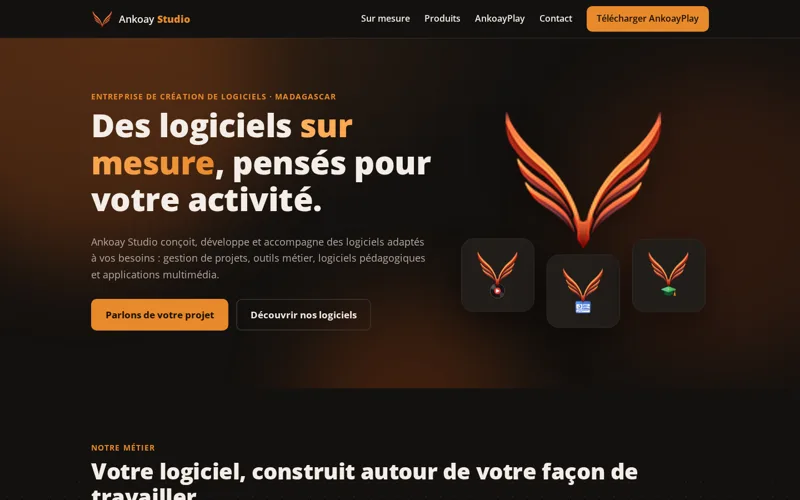 Ankoay Studio
Sur mesure
Produits
AnkoayPlay
Contact
Télécharger AnkoayPlay
ENTREPRISE DE CRÉATION DE LOGICIELS · MADAGASCAR
Des logiciels sur
mesure, pensés pour
votre activité.
Ankoay Studio conçoit, développe et accompagne des logiciels adaptés
à vos besoins : gestion de projets, outils métier, logiciels pédagogiques
et applications multimédia.
Parlons de votre projet
Découvrir nos logiciels
NOTRE MÉTIER
Votre logiciel, construit autour de votre façon de
travailler